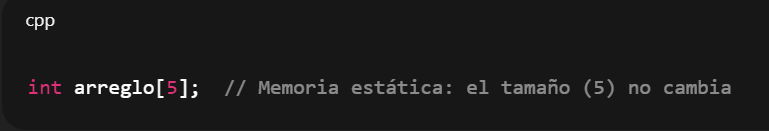 cpp
int arreglo[5];  // Memoria estática: el tamaño (5) no cambia